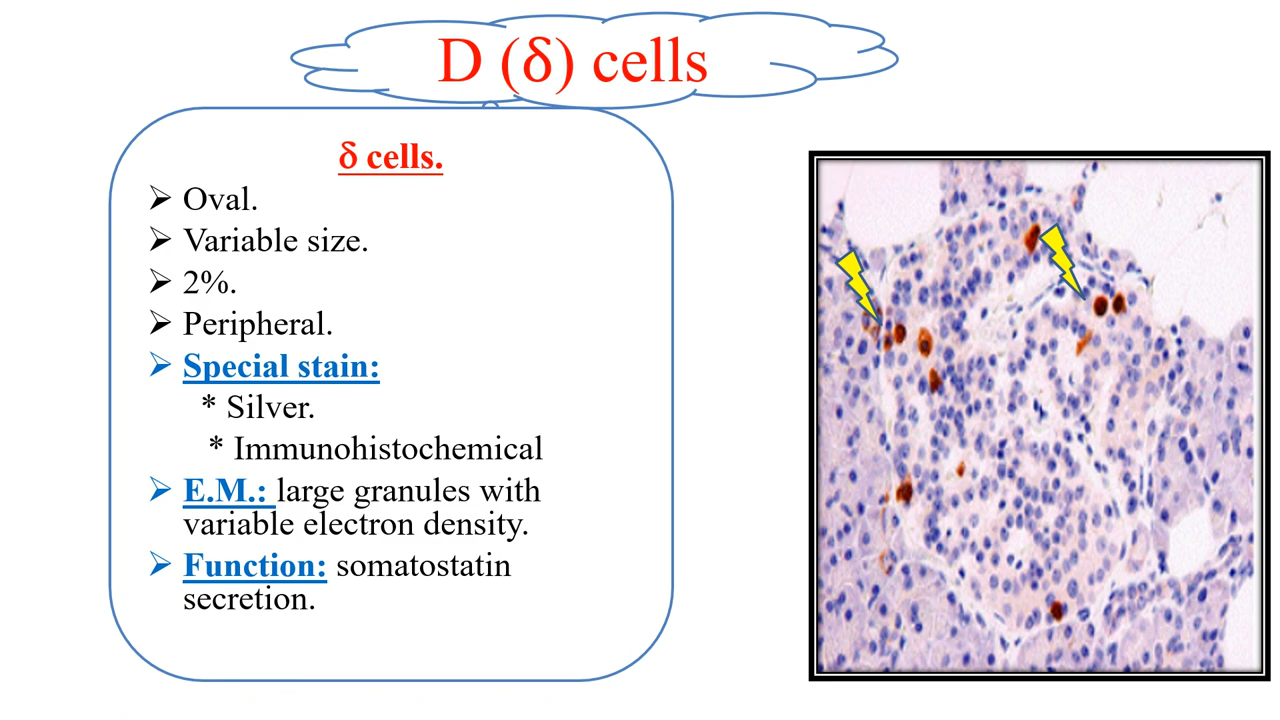 D (δ) cells
δ cells.
➢ Oval.
➢ Variable size.
➢ 2%.
➢ Peripheral.
➢ Special stain:
* Silver.
* Immunohistochemical
➢ E.M.: large granules with
variable electron density.
➢ Function: somatostatin
secretion.